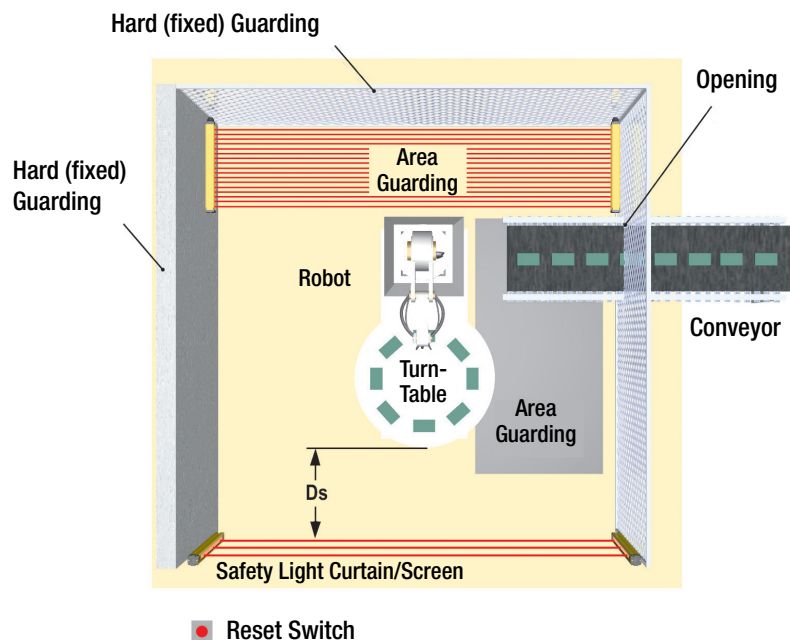 Hard (fixed) Guarding
Opening
Area
Guarding
Hard (fixed)
Guarding
Robot
Conveyor
Turn-
Table
Area
Guarding
Ds
Safety Light Curtain/Screen
Reset Switch